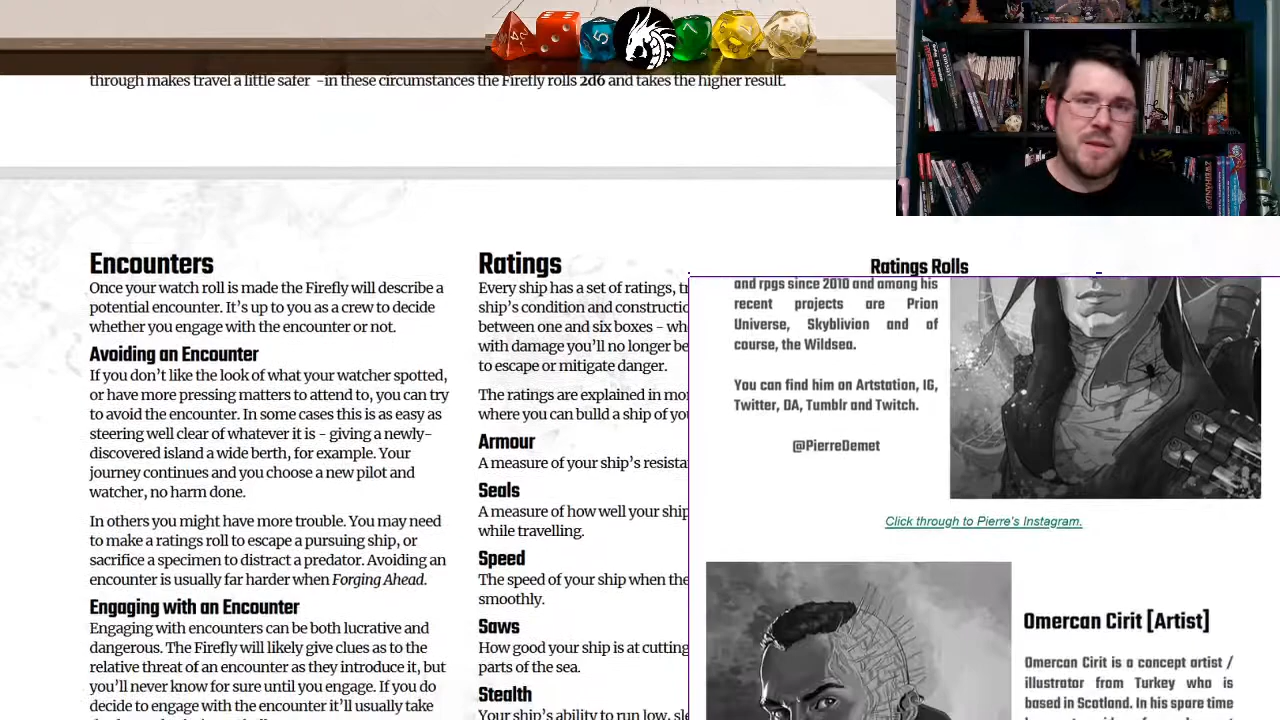 through makes travel a little safer -in these circumstances the Firefly rolls 2d6 and takes the higher result.
Encounters
Once your watch roll is made the Firefly will describe a
potential encounter. It's up to you as a crew to decide
whether you engage with the encounter or not.
Avoiding an Encounter
If you don't like the look of what your watcher spotted,
or have more pressing matters to attend to, you can try
to avoid the encounter. In some cases this is as easy as
steering well clear of whatever it is - giving a newly-
discovered island a wide berth, for example. Your
journey continues and you choose a new pilot and
watcher, no harm done.
In others you might have more trouble. You may need
to make a ratings roll to escape a pursuing ship, or
sacrifice a specimen to distract a predator. Avoiding an
encounter is usually far harder when Forging Ahead.
Engaging with an Encounter
Engaging with encounters can be both lucrative and
dangerous. The Firefly will likely give clues as to the
relative threat of an encounter as they introduce it, but
you'll never know for sure until you engage. If you do
decide to engage with the encounter it'll usually take
Ratings
Every ship has a set of ratings, tr
ship's condition and constructio
between one and six boxes - whe
with damage you'll no longer be
to escape or mitigate danger.
The ratings are explained in mor
where you can build a ship of you
Armour
A measure of your ship's resista
Seals
A measure of how well your ship
while travelling.
Speed
The speed of your ship when the
smoothly.
Saws
How good your ship is at cutting
parts of the sea.
Stealth
Your ship's ability to run low, sle
Ratings Rolls
and rpgs since 2010 and among his
recent projects are Prion
Universe, Skyblivion and of
course, the Wildsea.
You can find him on Artstation, IG,
Twitter, DA, Tumblr and Twitch.
@PierreDemet
Click through to Pierre's Instagram.
Omercan Cirit [Artist]
Omercan Cirit is a concept artist /
illustrator from Turkey who is
based in Scotland. In his spare time